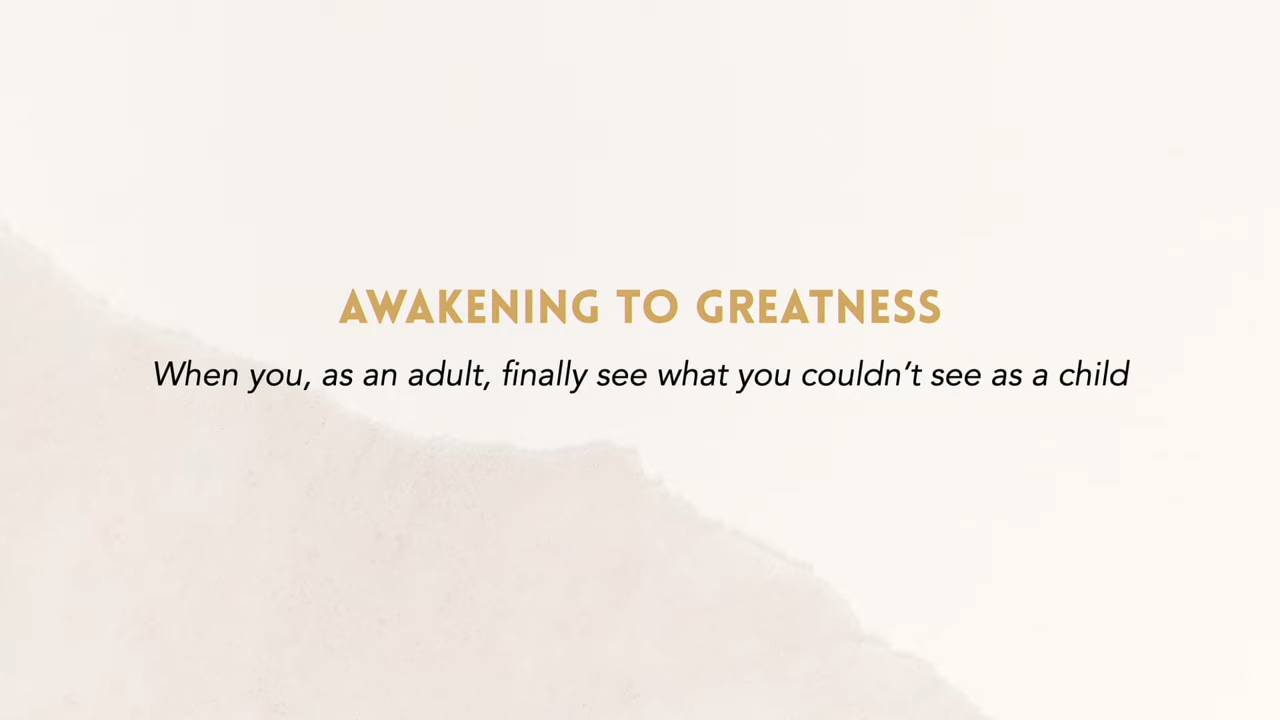 AWAKENING TO GREATNESS
When you, as an adult, finally see what you couldn’t see as a child